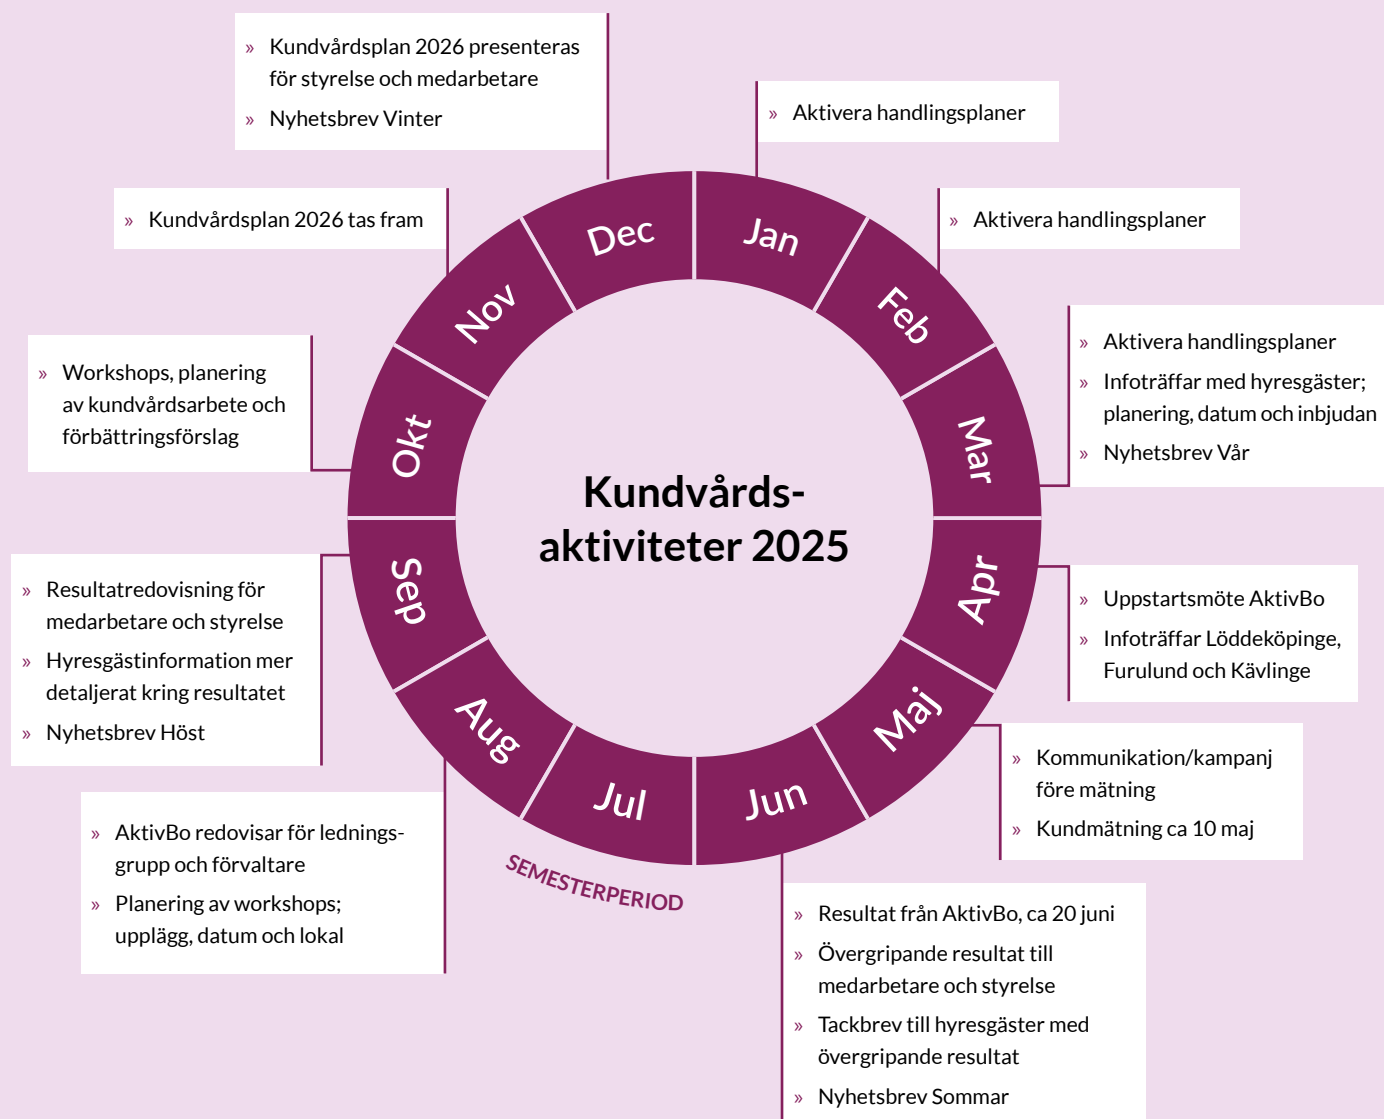 Kundvårds-
aktiviteter 2025
Jan
» Aktivera handlingsplaner
Feb
» Aktivera handlingsplaner
Mar
» Aktivera handlingsplaner
» Infoträffar med hyresgäster;
planering, datum och inbjudan
» Nyhetsbrev Vår
Apr
» Uppstartsmöte AktivBo
» Infoträffar Löddeköpinge,
Furulund och Kävlinge
Maj
» Kommunikation/kampanj
före mätning
» Kundmätning ca 10 maj
Jun
» Resultat från AktivBo, ca 20 juni
» Övergripande resultat till
medarbetare och styrelse
» Tackbrev till hyresgäster med
övergripande resultat
» Nyhetsbrev Sommar
Jul
SEMESTERPERIOD
Aug
» AktivBo redovisar för lednings-
grupp och förvaltare
» Planering av workshops;
upplägg, datum och lokal
Sep
» Resultatredovisning för
medarbetare och styrelse
» Hyresgästinformation mer
detaljerat kring resultatet
» Nyhetsbrev Höst
Okt
» Workshops, planering
av kundvårdsarbete och
förbättringsförslag
Nov
» Kundvårdsplan 2026 tas fram
Dec
» Kundvårdsplan 2026 presenteras
för styrelse och medarbetare
» Nyhetsbrev Vinter